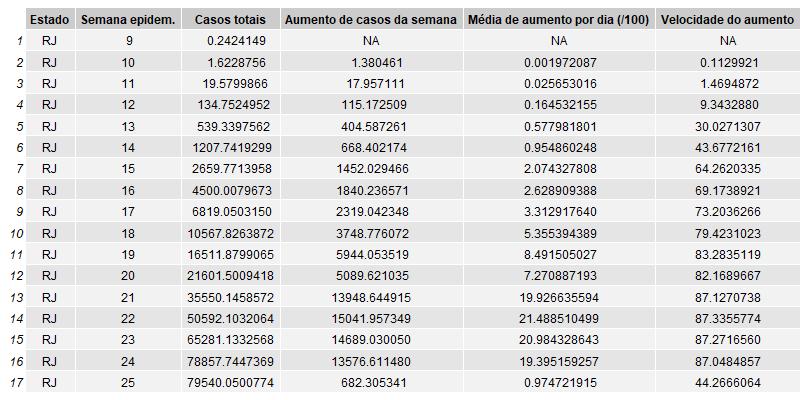 Estado Semana epidem. Casos totais Aumento de casos da semana Média de aumento por dia (/100) Velocidade do aumento
1 RJ 9 0.2424149 NA NA NA
2 RJ 10 1.6228756 1.380461 0.001972087 0.1129921
3 RJ 11 19.5799866 17.957111 0.025653016 1.4694872
4 RJ 12 134.7524952 115.172509 0.164532155 9.3432880
5 RJ 13 539.3397562 404.587261 0.577981801 30.0271307
6 RJ 14 1207.7419299 668.402174 0.954860248 43.6772161
7 RJ 15 2659.7713958 1452.029466 2.074327808 64.2620335
8 RJ 16 4500.0079673 1840.236571 2.628909388 69.1738921
9 RJ 17 6819.0503150 2319.042348 3.312917640 73.2036266
10 RJ 18 10567.8263872 3748.776072 5.355394389 79.4231023
11 RJ 19 16511.8799065 5944.053519 8.491505027 83.2835119
12 RJ 20 21601.5009418 5089.621035 7.270887193 82.1689667
13 RJ 21 35550.1458572 13948.644915 19.926635594 87.1270738
14 RJ 22 50592.1032064 15041.957349 21.488510499 87.3355774
15 RJ 23 65281.1332568 14689.030050 20.984328643 87.2716560
16 RJ 24 78857.7447369 13576.611480 19.395159257 87.0484857
17 RJ 25 79540.0500774 682.305341 0.974721915 44.2666064